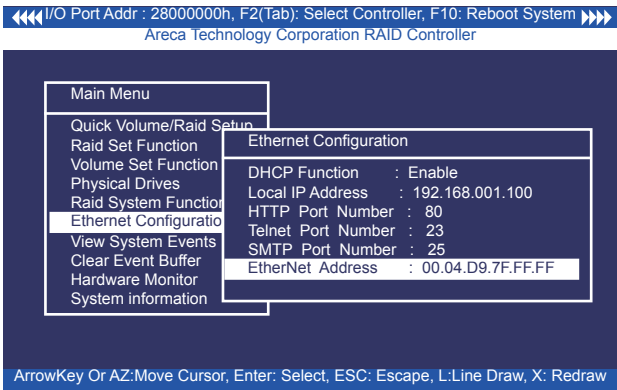 I/O Port Addr : 28000000h, F2(Tab): Select Controller, F10: Reboot System
Areca Technology Corporation RAID Controller
Main Menu
Quick Volume/Raid Setup
Raid Set Function
Volume Set Function
Physical Drives
Raid System Function
Ethernet Configuratio
View System Events
Clear Event Buffer
Hardware Monitor
System information
Ethernet Configuration
DHCP Function : Enable
Local IP Address : 192.168.001.100
HTTP Port Number : 80
Telnet Port Number : 23
SMTP Port Number : 25
EtherNet Address : 00.04.D9.7F.FF.FF
ArrowKey Or AZ:Move Cursor, Enter: Select, ESC: Escape, L:Line Draw, X: Redraw